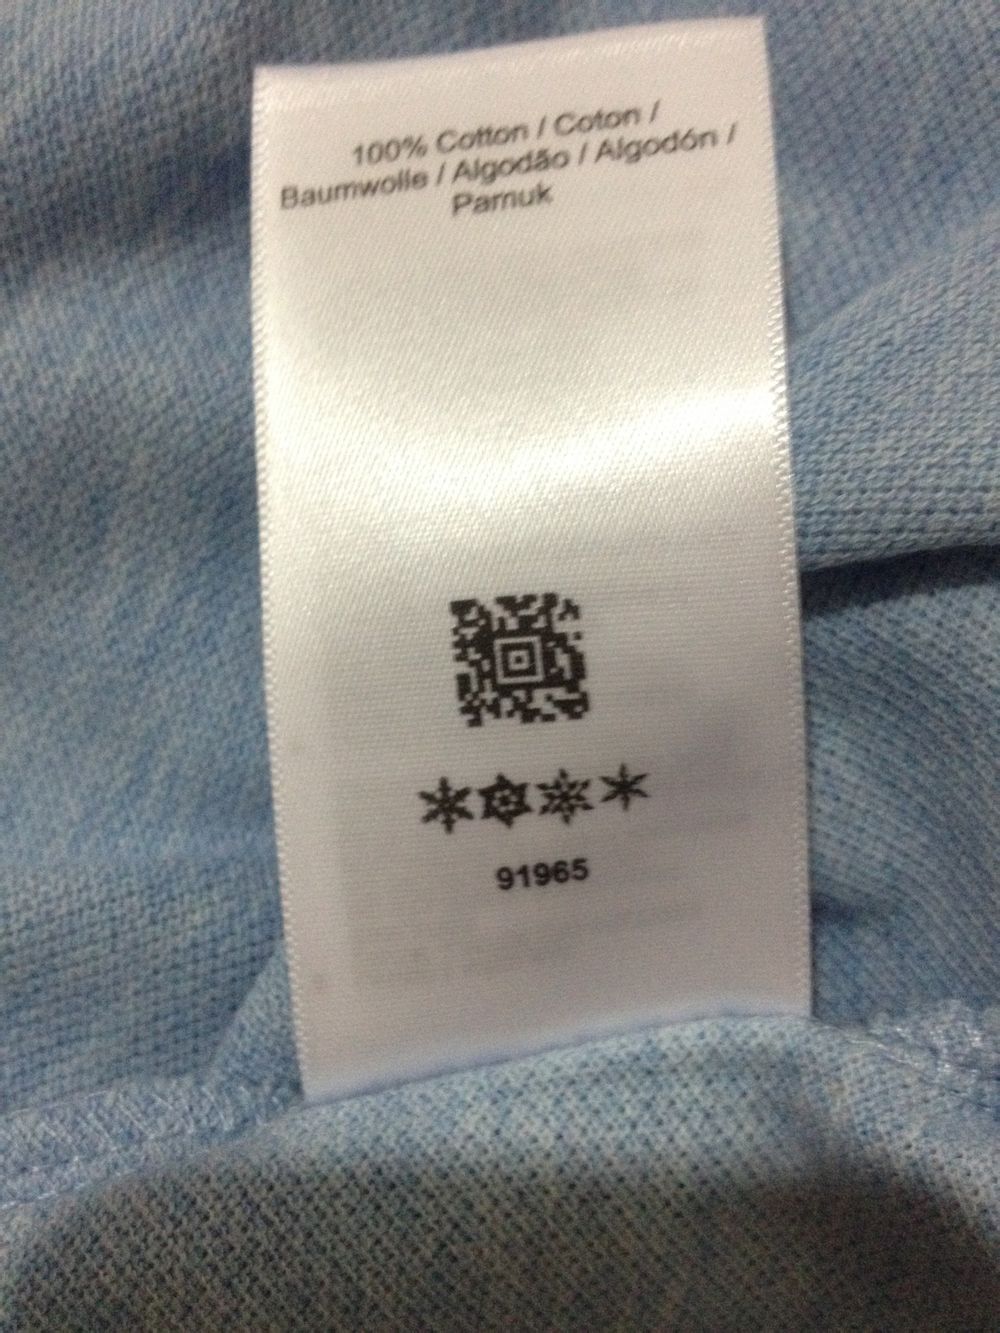 100% Cotton / Coton /
Baumwolle / Algodão / Algodón /
Pamuk
91965